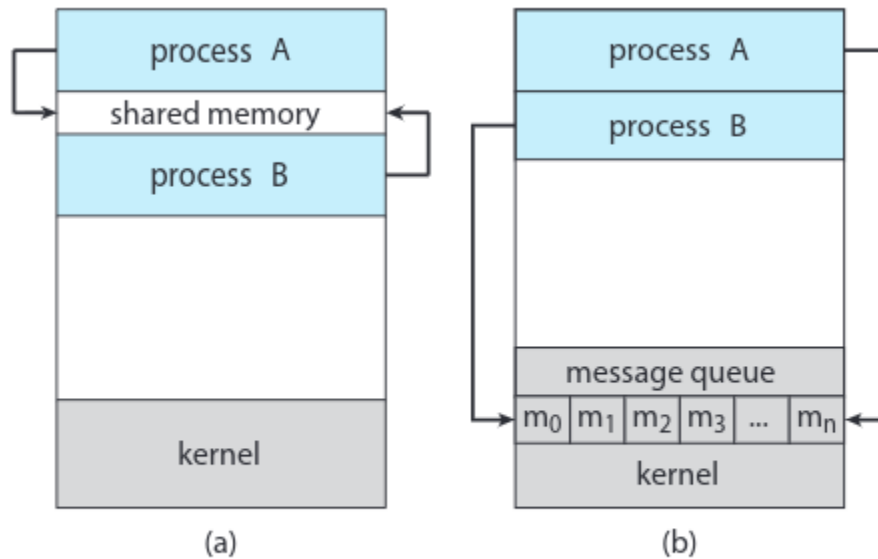 process A
shared memory
process B
kernel
(a)
process A
process B
message queue
m₀ m₁ m₂ m₃ ... mₙ
kernel
(b)